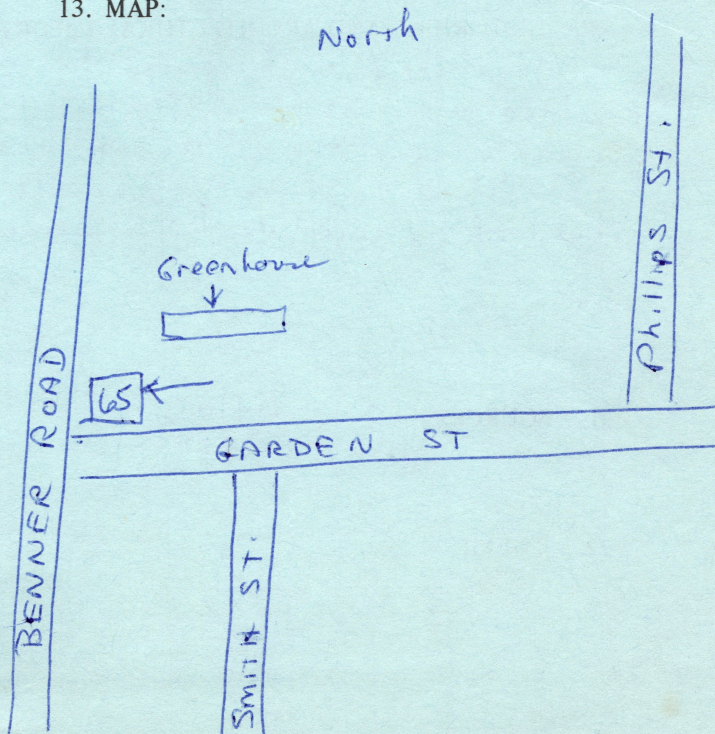 13. MAP:
North
Phillips St.
Greenhouse
65
BENNER ROAD
GARDEN ST
Smith ST.